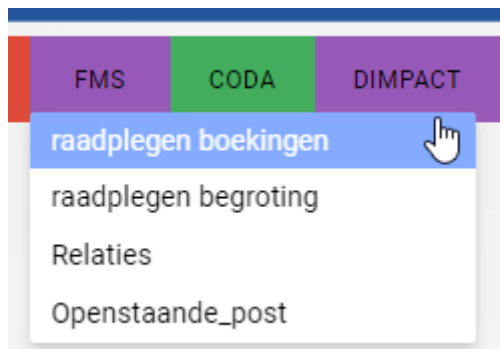 FMS CODA DIMPACT
raadplegen boekingen
raadplegen begroting
Relaties
Openstaande_post